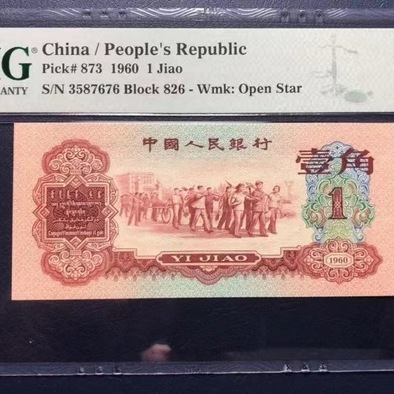 China / People's Republic
Pick# 873 1960 1 Jiao
S/N 3587676 Block 826 - Wmk: Open Star
中国人民银行
壹角
1
YI JIAO
1960